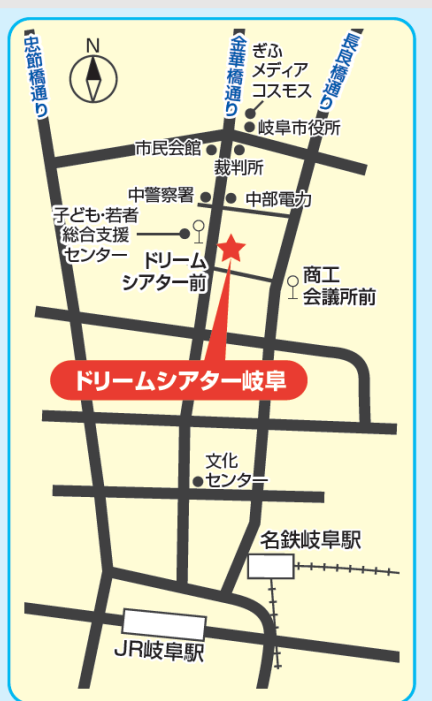 N
忠節橋通り
金華橋通り
長良橋通り
ぎふ
メディア
コスモス
岐阜市役所
市民会館
裁判所
中警察署
中部電力
子ども・若者
総合支援
センター
ドリーム
シアター前
商工
会議所前
ドリームシアター岐阜
文化
センター
名鉄岐阜駅
JR岐阜駅